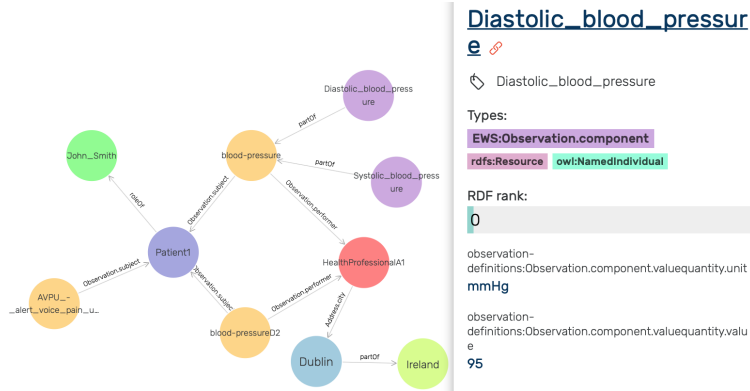 Diastolic_blood_press
ure
partOf
John_Smith
blood-pressure
partOf
Systolic_blood_press
ure
roleOf
Observation.subject
Observation.performer
Patient1
HealthProfessionalA1
Observation.subject
AVPU_-
_alert_voice_pain_u_
Observation.subjec
Observation.performer
blood-pressureD2
Address.city
Dublin
partOf
Ireland
Diastolic_blood_pressur
e
Diastolic_blood_pressure
Types:
EWS:Observation.component
rdfs:Resource owl:NamedIndividual
RDF rank:
0
observation-
definitions:Observation.component.valuequantity.unit
mmHg
observation-
definitions:Observation.component.valuequantity.valu
e
95